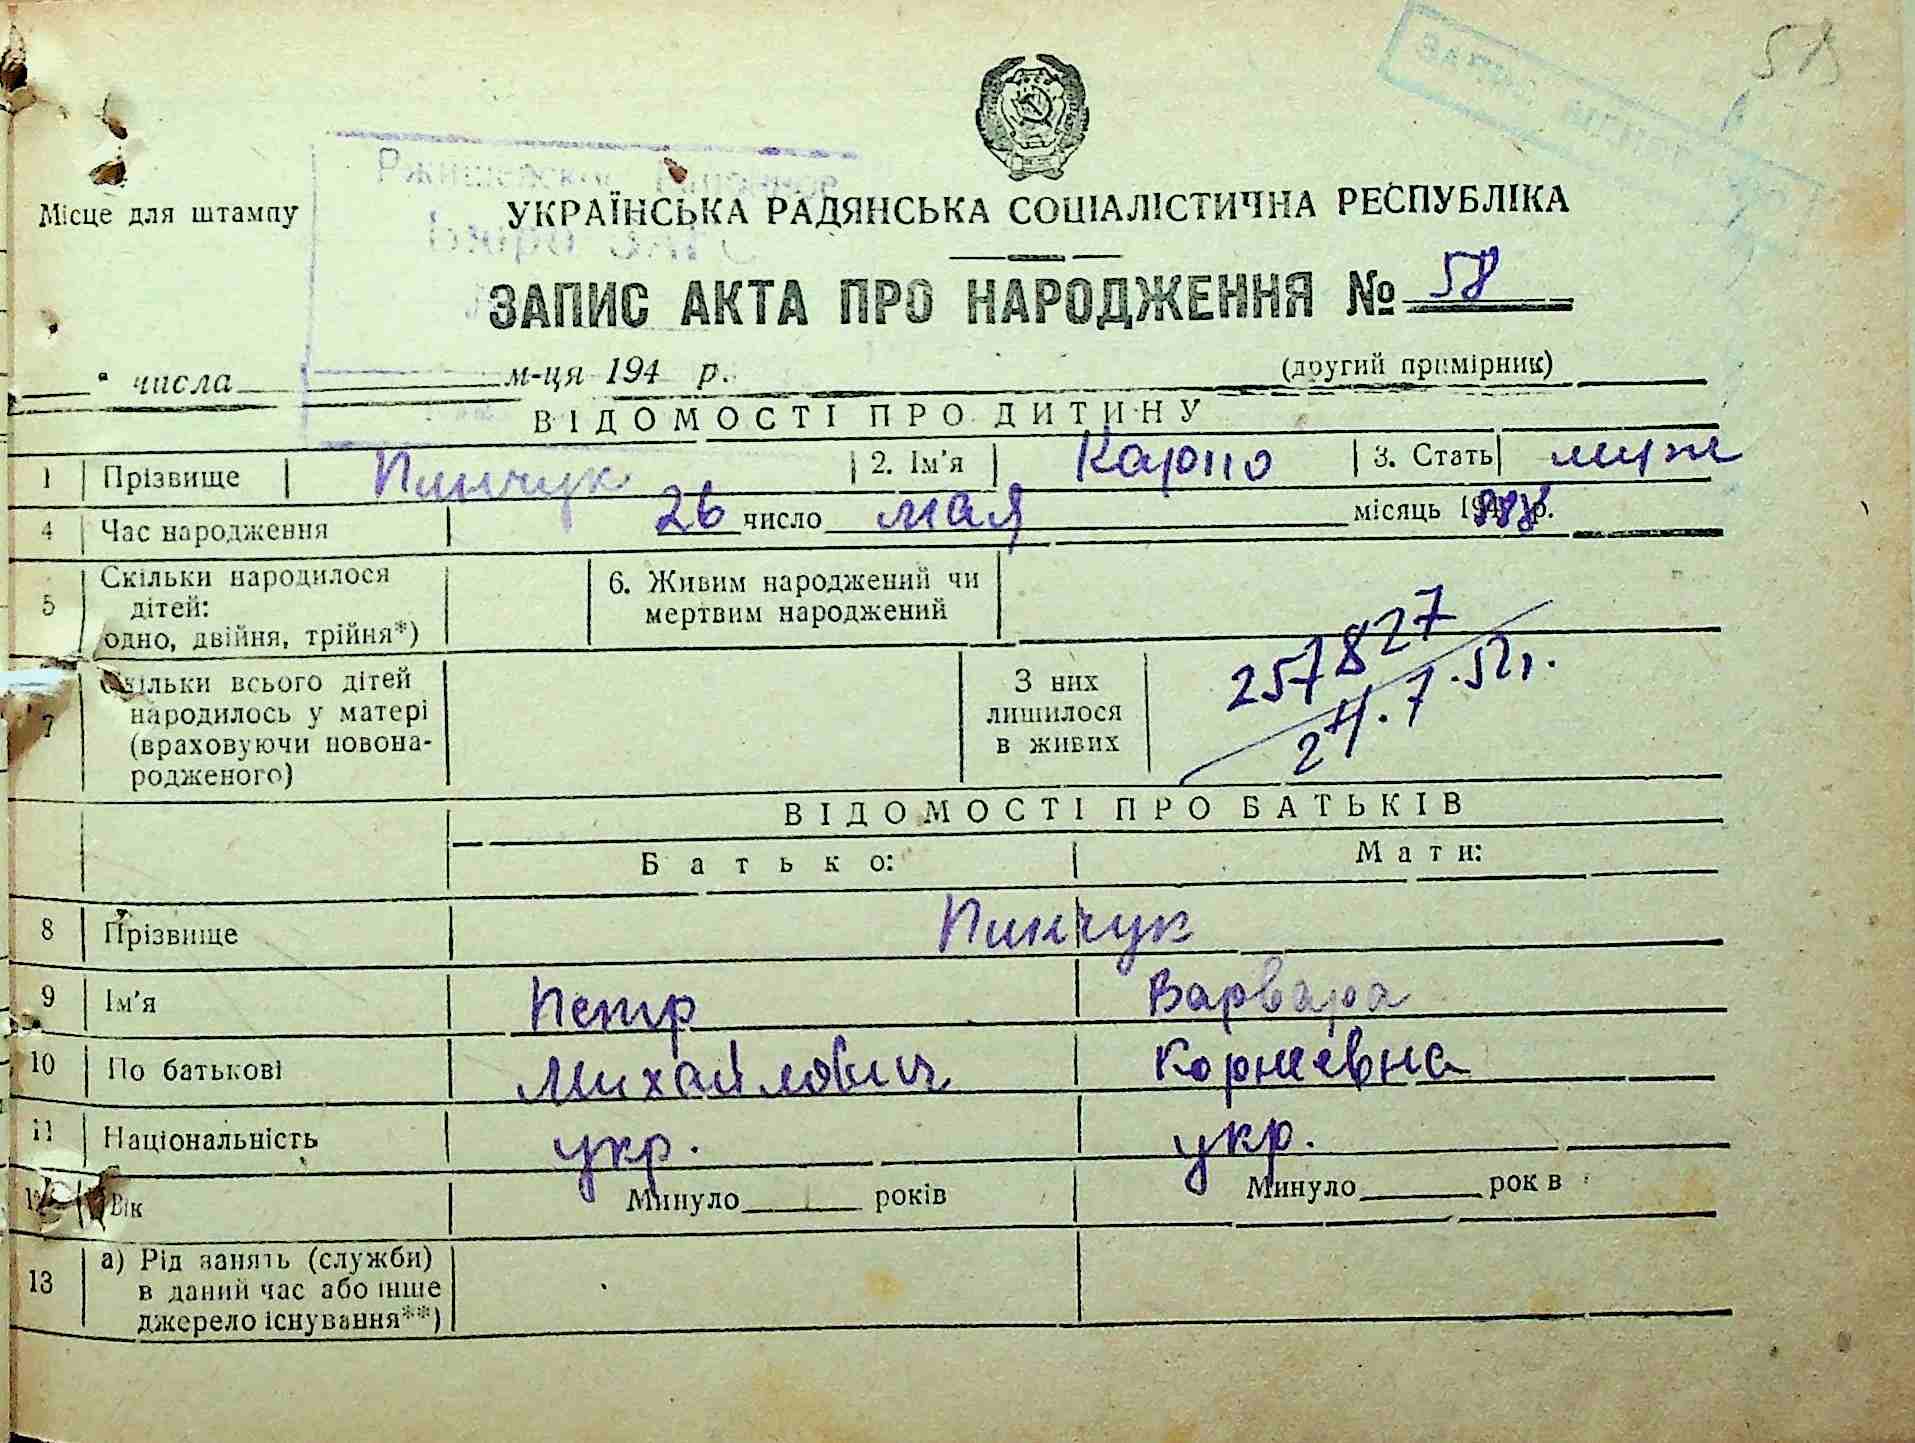 58
Місце для штампу
УКРАЇНСЬКА РАДЯНСЬКА СОЦІАЛІСТИЧНА РЕСПУБЛІКА
ЗАПИС АКТА ПРО НАРОДЖЕННЯ № 58
числа м-ця 194 р. (другий примірник)
ВІДОМОСТІ ПРО ДИТИНУ
1 Прізвище Пинчук 2. Ім'я Карпо 3. Стать муж
4 Час народження 26 число мая місяць р.
5 Скільки народилося дітей: одно, двійня, трійня*) 6. Живим народжений чи мертвим народжений
7 Скільки всього дітей народилось у матері (враховуючи новонародженого) З них лишилося в живих
257827
24.7.52г.
ВІДОМОСТІ ПРО БАТЬКІВ
Батько: Мати:
8 Прізвище Пинчук
9 Ім'я Петр Варвара
10 По батькові Михайлович Корнеевна
11 Національність укр. укр.
12 Вік Минуло років Минуло рок в
13 а) Рід занять (служби) в даний час або інше джерело існування**)